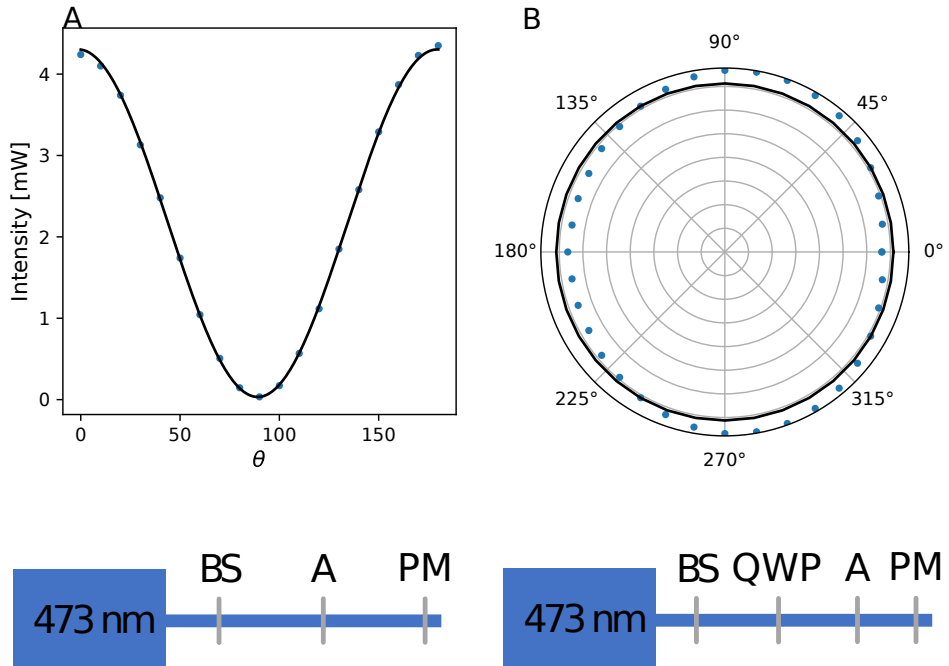 A
Intensity [mW]
4
3
2
1
0
0
50
100
150
θ
B
90°
135°
45°
180°
0°
225°
315°
270°
BS
A
PM
473 nm
BS
QWP
A
PM
473 nm